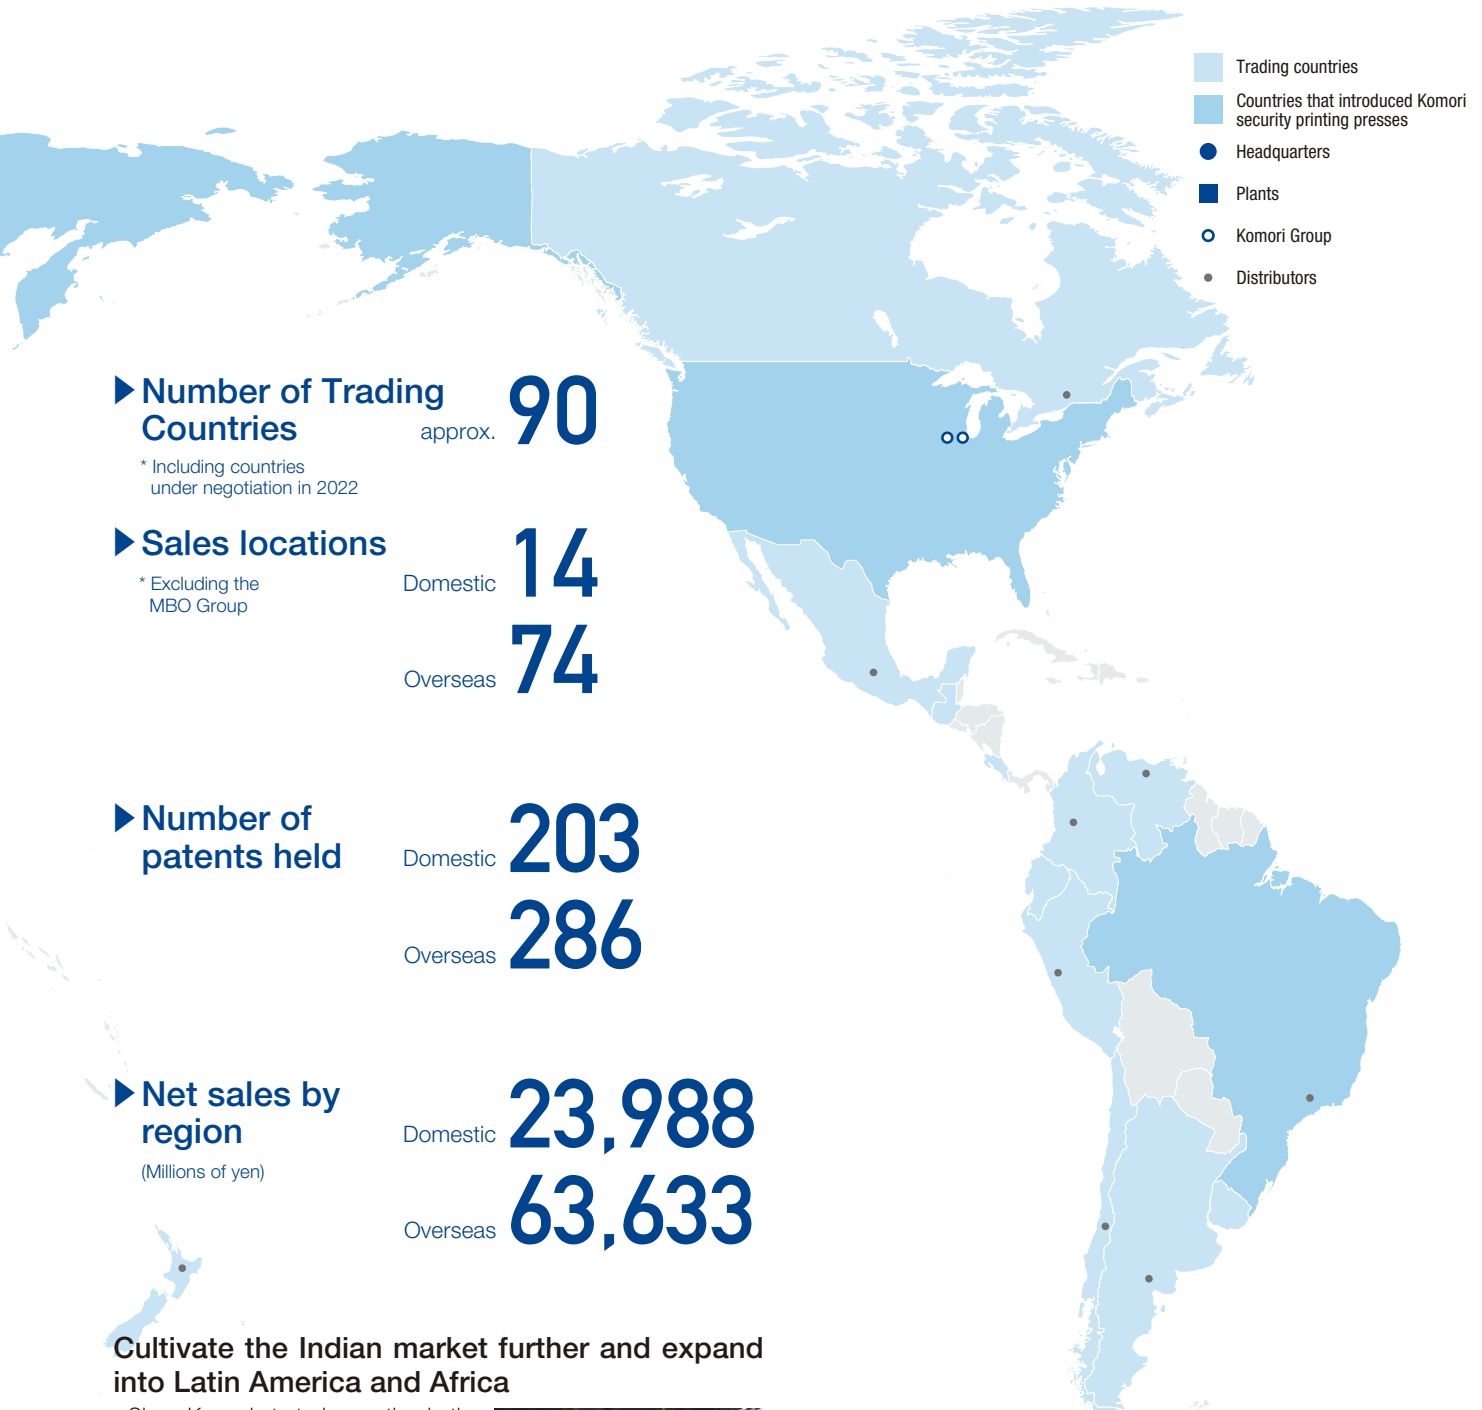 Trading countries
Countries that introduced Komori
security printing presses
Headquarters
Plants
Komori Group
Distributors
Number of Trading
Countries
approx. 90
* Including countries
under negotiation in 2022
Sales locations
* Excluding the
MBO Group
Domestic 14
Overseas 74
Number of
patents held
Domestic 203
Overseas 286
Net sales by
region
(Millions of yen)
Domestic 23,988
Overseas 63,633
Cultivate the Indian market further and expand
into Latin America and Africa